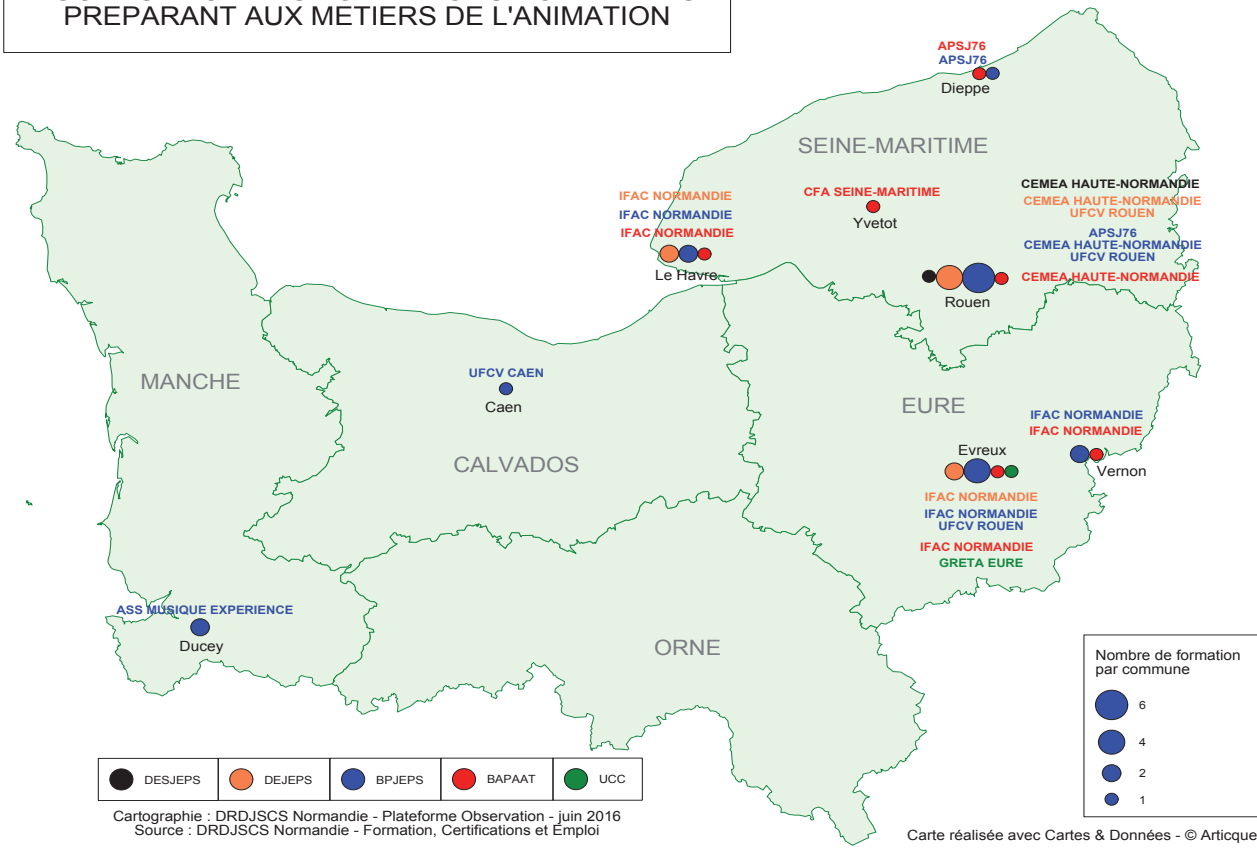 PREPARANT AUX METIERS DE L'ANIMATION
APSJ76
APSJ76
Dieppe
SEINE-MARITIME
IFAC NORMANDIE
IFAC NORMANDIE
IFAC NORMANDIE
Le Havre
CFA SEINE-MARITIME
Yvetot
CEMEA HAUTE-NORMANDIE
CEMEA HAUTE-NORMANDIE
UFCV ROUEN
APSJ76
CEMEA HAUTE-NORMANDIE
UFCV ROUEN
CEMEA HAUTE-NORMANDIE
Rouen
MANCHE
UFCV CAEN
Caen
CALVADOS
EURE
IFAC NORMANDIE
IFAC NORMANDIE
Vernon
Evreux
IFAC NORMANDIE
IFAC NORMANDIE
UFCV ROUEN
IFAC NORMANDIE
GRETA EURE
ASS MUSIQUE EXPERIENCE
Ducey
ORNE
Nombre de formation
par commune
6
4
2
1
DESJEPS
DEJEPS
BPJEPS
BAPAAT
UCC
Cartographie : DRDJSCS Normandie - Plateforme Observation - juin 2016
Source : DRDJSCS Normandie - Formation, Certifications et Emploi
Carte réalisée avec Cartes & Données - © Articque